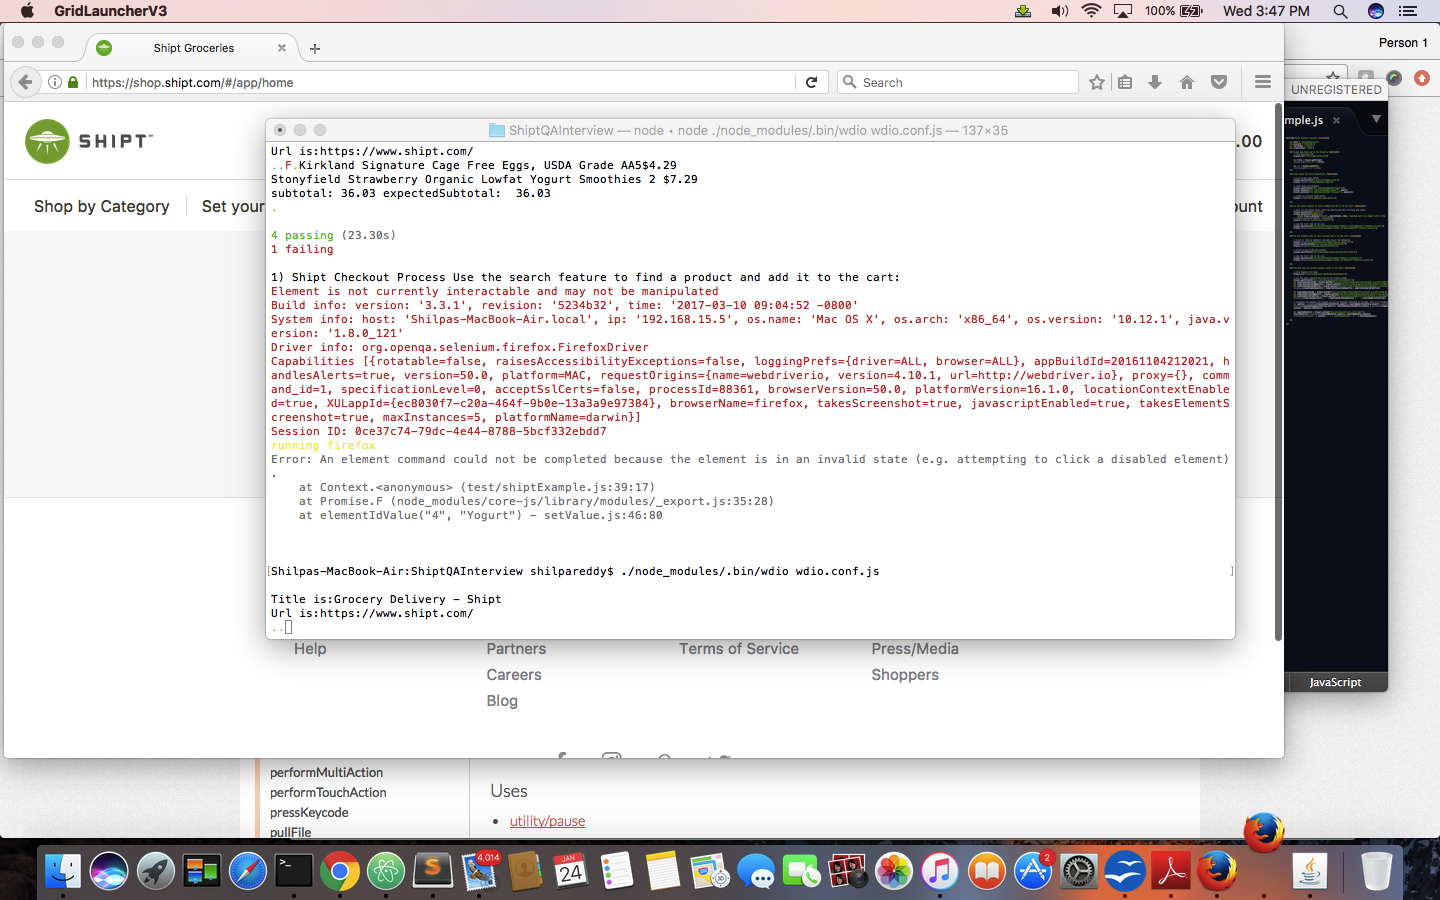 GridLauncherV3
100%
Wed 3:47 PM
Shipt Groceries
Person 1
https://shop.shipt.com/#/app/home
Search
UNREGISTERED
SHIPT
mple.js
.00
Shop by Category
Set your
unt
ShiptQAInterview — node • node ./node_modules/.bin/wdio wdio.conf.js — 137×35
Url is:https://www.shipt.com/
..F.Kirkland Signature Cage Free Eggs, USDA Grade AA5$4.29
Stonyfield Strawberry Organic Lowfat Yogurt Smoothies 2 $7.29
subtotal: 36.03 expectedSubtotal:  36.03
.
4 passing (23.30s)
1 failing
1) Shipt Checkout Process Use the search feature to find a product and add it to the cart:
Element is not currently interactable and may not be manipulated
Build info: version: '3.3.1', revision: '5234b32', time: '2017-03-10 09:04:52 -0800'
System info: host: 'Shilpas-MacBook-Air.local', ip: '192.168.15.5', os.name: 'Mac OS X', os.arch: 'x86_64', os.version: '10.12.1', java.v
ersion: '1.8.0_121'
Driver info: org.openqa.selenium.firefox.FirefoxDriver
Capabilities [{rotatable=false, raisesAccessibilityExceptions=false, loggingPrefs={driver=ALL, browser=ALL}, appBuildId=20161104212021, h
andlesAlerts=true, version=50.0, platform=MAC, requestOrigins={name=webdriverio, version=4.10.1, url=http://webdriver.io}, proxy={}, comm
and_id=1, specificationLevel=0, acceptSslCerts=false, processId=88361, browserVersion=50.0, platformVersion=16.1.0, locationContextEnable
d=true, XULappId={ec8030f7-c20a-464f-9b0e-13a3a9e97384}, browserName=firefox, takesScreenshot=true, javascriptEnabled=true, takesElementS
creenshot=true, maxInstances=5, platformName=darwin}]
Session ID: 0ce37c74-79dc-4e44-8788-5bcf332ebdd7
running firefox
Error: An element command could not be completed because the element is in an invalid state (e.g. attempting to click a disabled element)
.
at Context.<anonymous> (test/shiptExample.js:39:17)
at Promise.F (node_modules/core-js/library/modules/_export.js:35:28)
at elementIdValue("4", "Yogurt") - setValue.js:46:80
[Shilpas-MacBook-Air:ShiptQAInterview shilpareddy$ ./node_modules/.bin/wdio wdio.conf.js ]
Title is:Grocery Delivery - Shipt
Url is:https://www.shipt.com/
..
Help
Partners
Terms of Service
Press/Media
Careers
Shoppers
Blog
JavaScript
performMultiAction
performTouchAction
pressKeycode
pullFile
Uses
• utility/pause
4,014
JAN
24
2